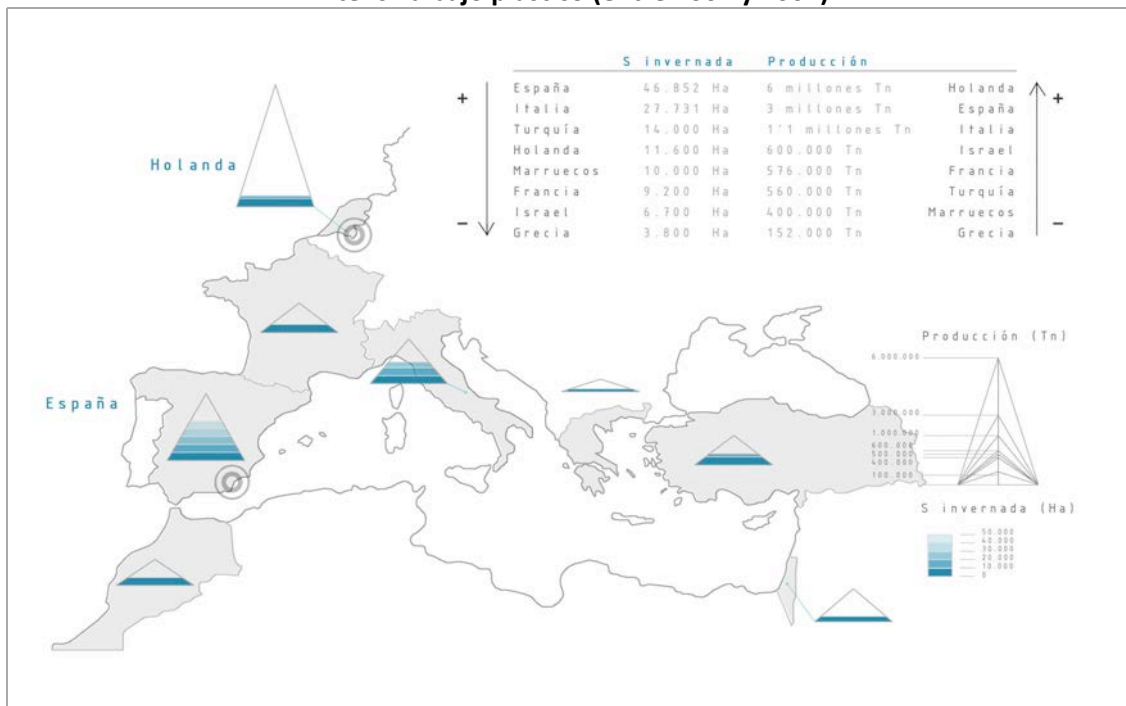 S invernada Producción
España 46.852 Ha 6 millones Tn Holanda
Italia 27.731 Ha 3 millones Tn España
Turquía 14.000 Ha 1'1 millones Tn Italia
Holanda 11.600 Ha 600.000 Tn Israel
Marruecos 10.000 Ha 576.000 Tn Francia
Francia 9.200 Ha 560.000 Tn Turquía
Israel 6.700 Ha 400.000 Tn Marruecos
Grecia 3.800 Ha 152.000 Tn Grecia
+
–
+
–
Holanda
España
Producción (Tn)
6.000.000
3.000.000
1.000.000
600.000
500.000
400.000
100.000
S invernada (Ha)
50.000
40.000
30.000
20.000
10.000
0